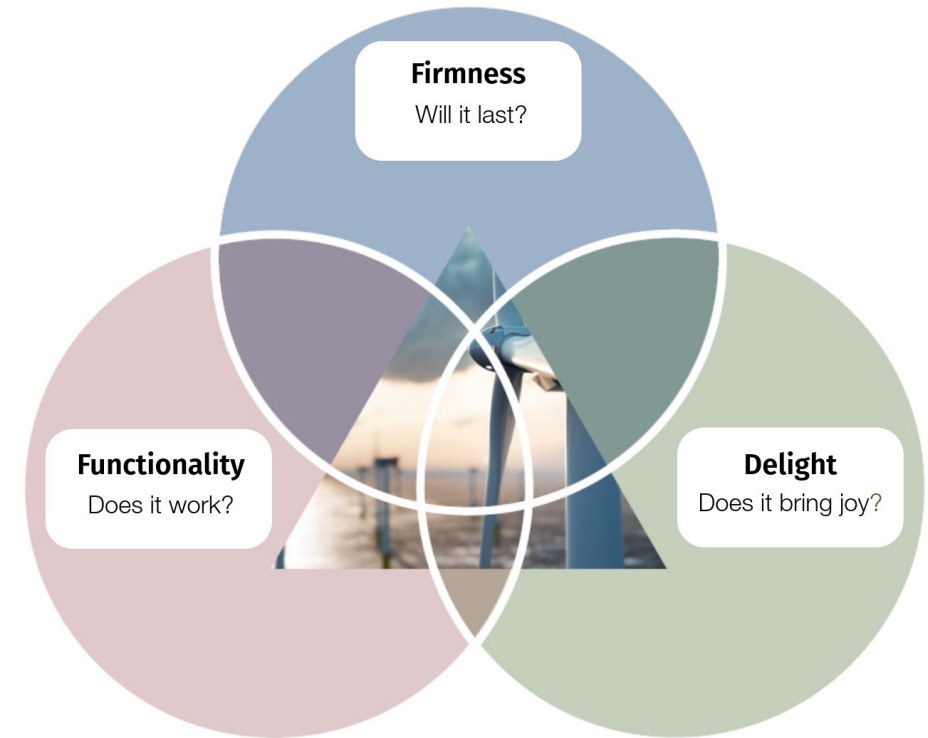 Firmness
Will it last?
Functionality
Does it work?
Delight
Does it bring joy?